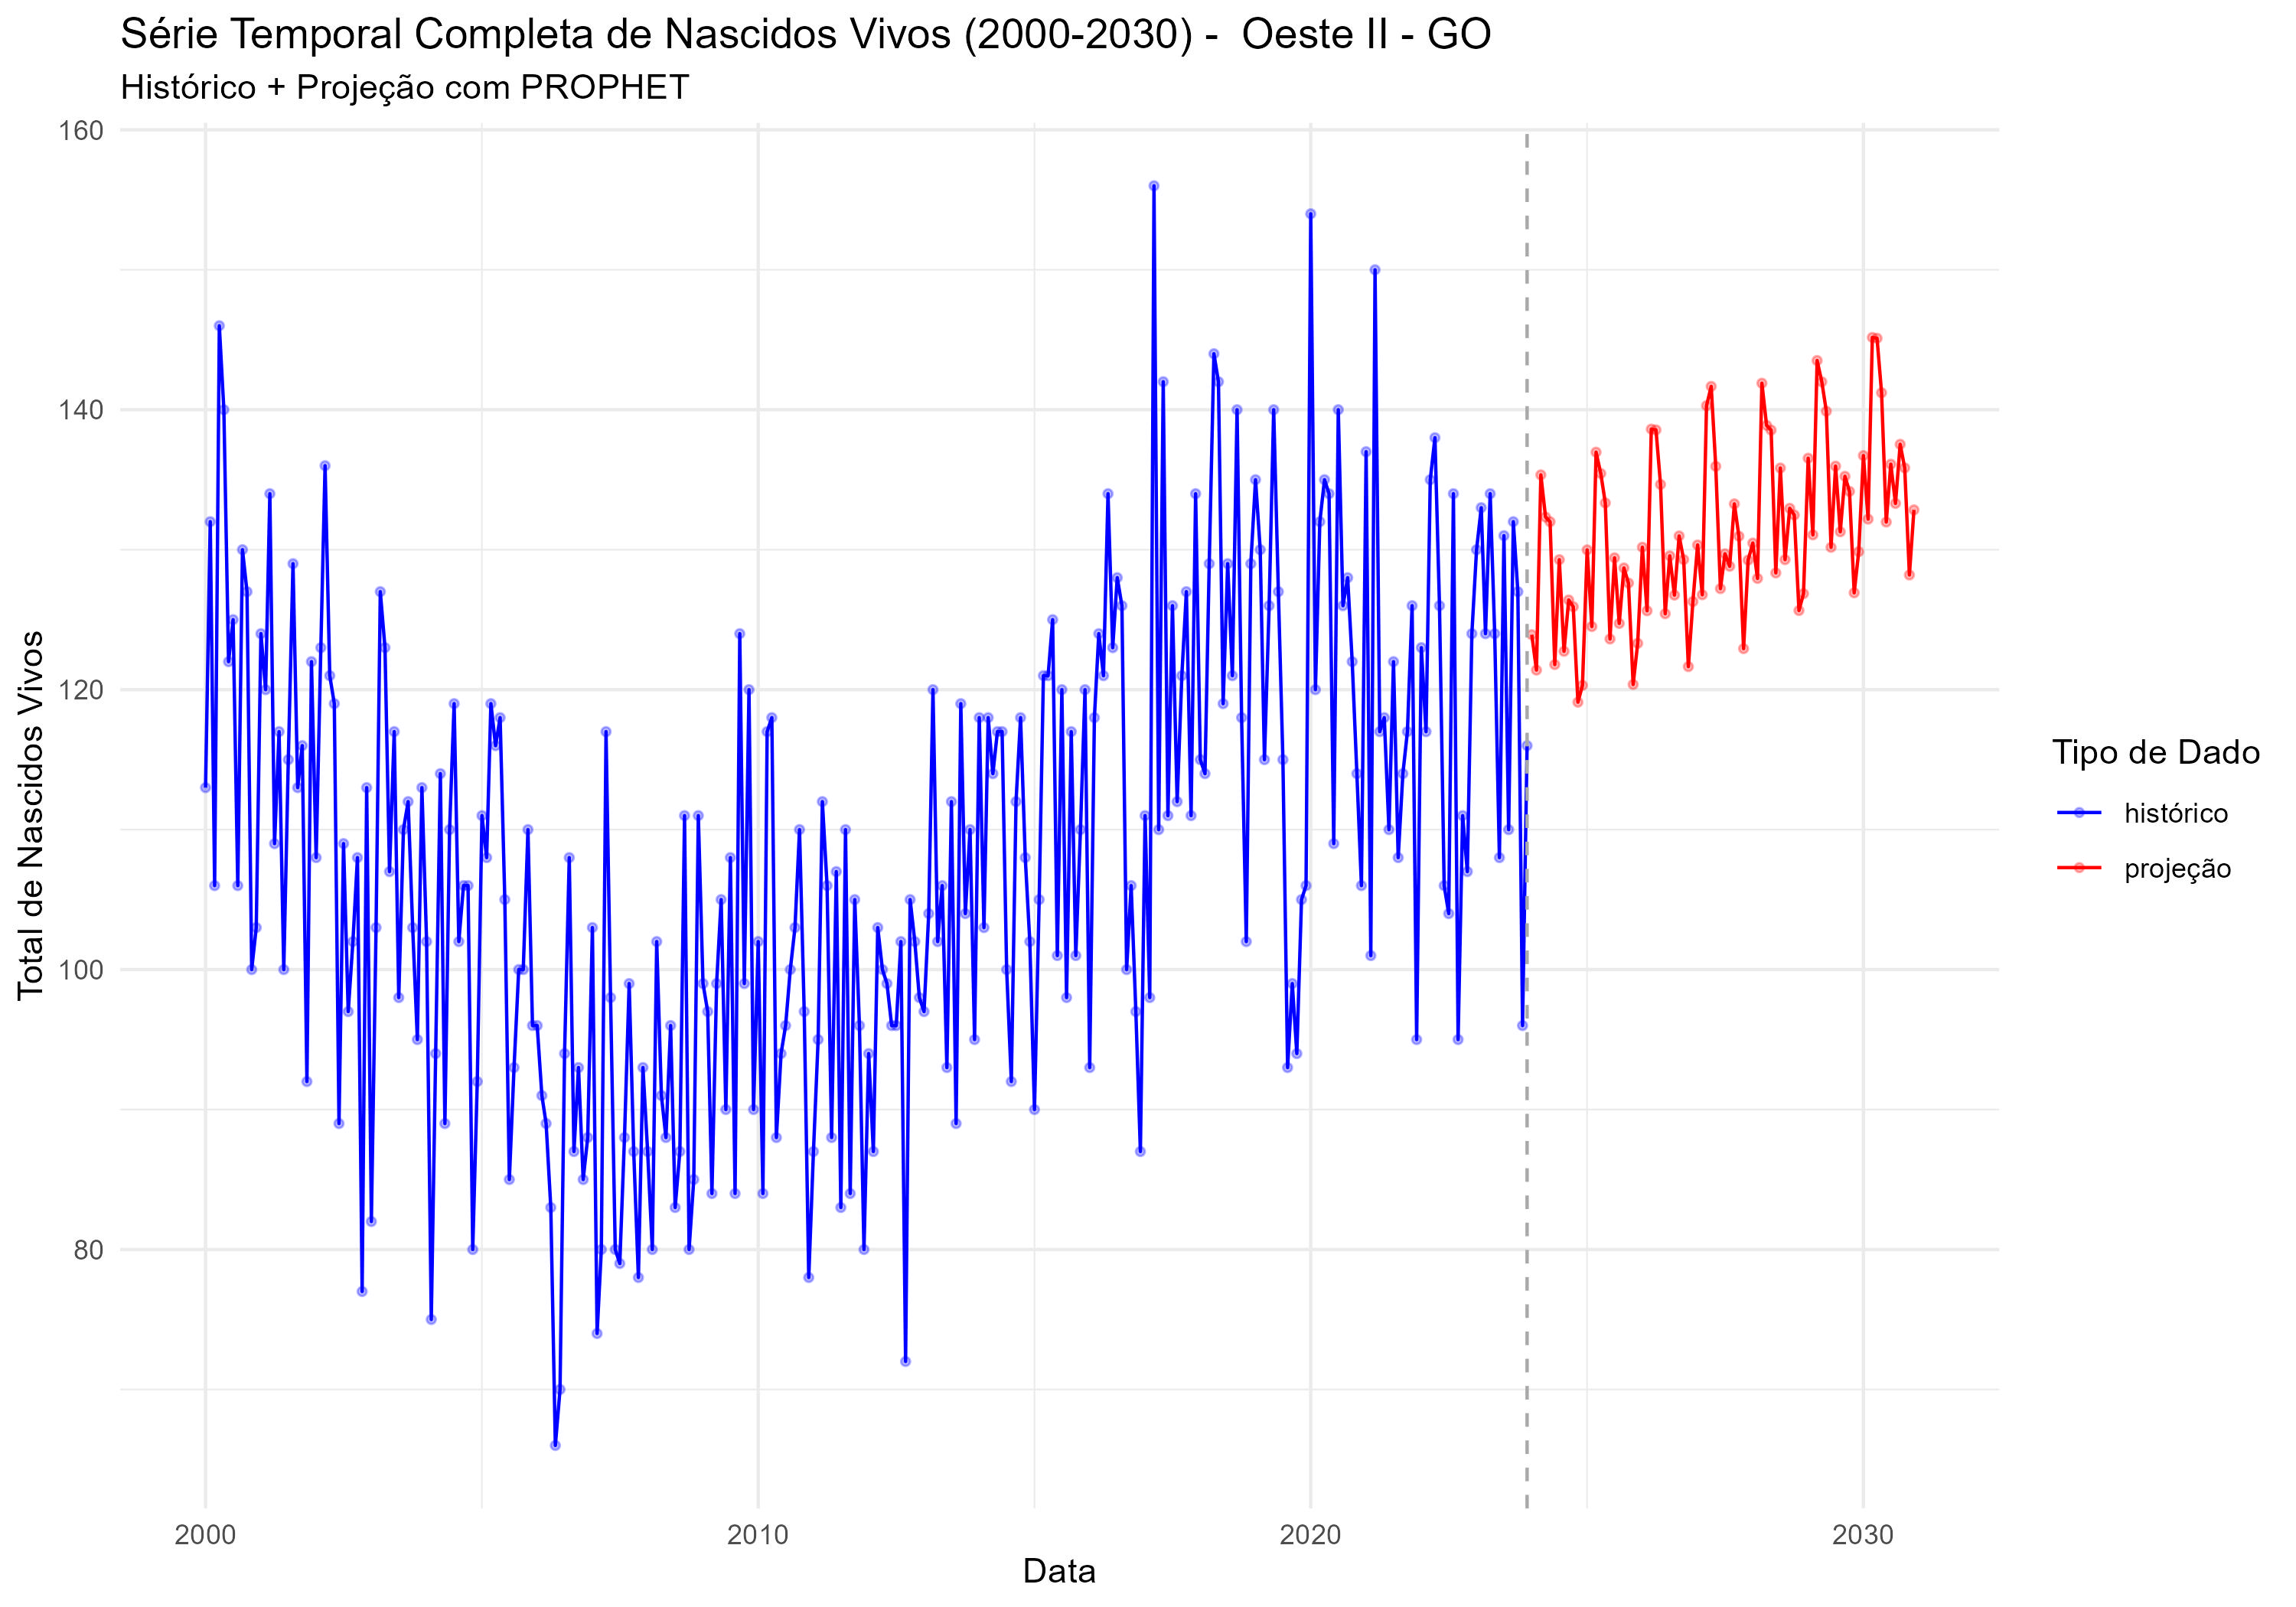 Série Temporal Completa de Nascidos Vivos (2000-2030) -  Oeste II - GO
Histórico + Projeção com PROPHET
160
140
120
100
80
Total de Nascidos Vivos
2000
2010
2020
2030
Data
Tipo de Dado
histórico
projeção